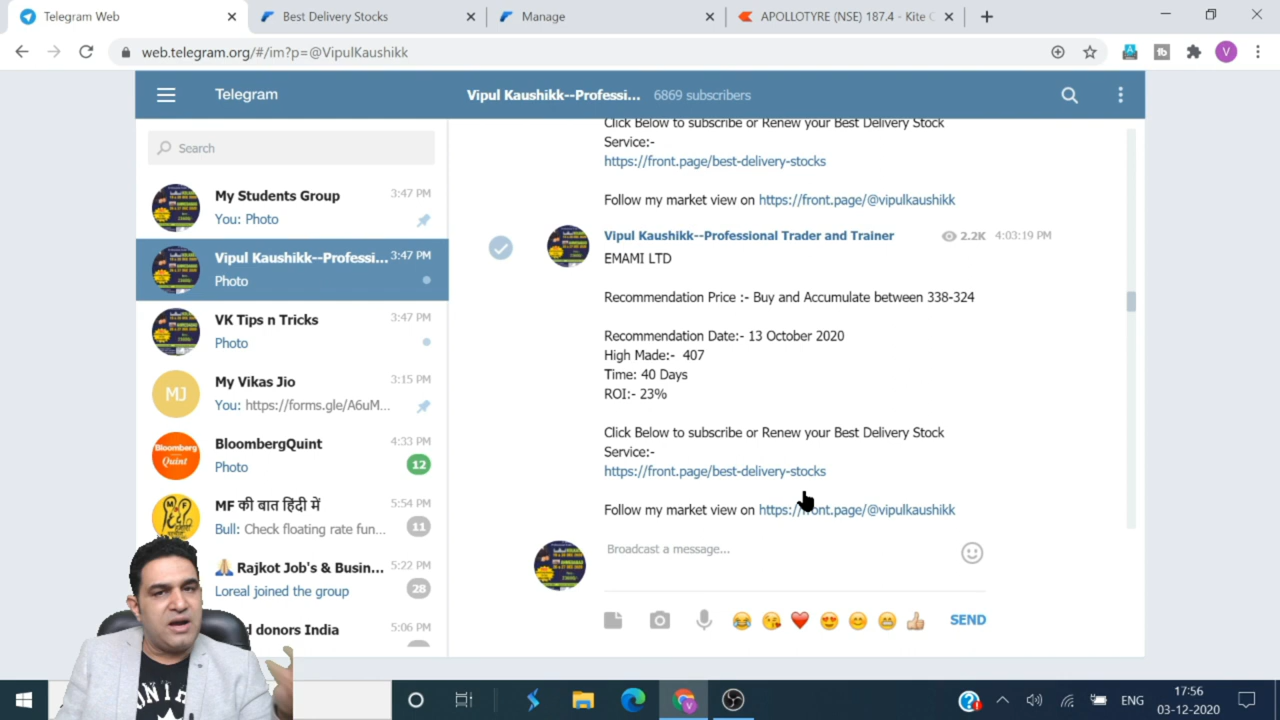 Telegram Web
Best Delivery Stocks
Manage
APOLLOTYRE (NSE) 187.4 - Kite
web.telegram.org/#/im?p=@VipulKaushikk
V
Telegram
Vipul Kaushikk--Professi... 6869 subscribers
Search
My Students Group 3:47 PM
You: Photo
Vipul Kaushikk--Professi... 3:47 PM
Photo
VK Tips n Tricks 3:47 PM
Photo
MJ
My Vikas Jio 3:15 PM
You: https://forms.gle/A6uM...
Bloomberg
Quint
BloombergQuint 4:33 PM
Photo 12
MF
MF की बात हिंदी में 5:54 PM
Bull: Check floating rate fun... 11
🙏 Rajkot Job's & Busin... 5:22 PM
Loreal joined the group 28
d donors India 5:06 PM
Click Below to subscribe or Renew your Best Delivery Stock
Service:-
https://front.page/best-delivery-stocks
Follow my market view on https://front.page/@vipulkaushikk
Vipul Kaushikk--Professional Trader and Trainer 2.2K 4:03:19 PM
EMAMI LTD
Recommendation Price :- Buy and Accumulate between 338-324
Recommendation Date:- 13 October 2020
High Made:- 407
Time: 40 Days
ROI:- 23%
Click Below to subscribe or Renew your Best Delivery Stock
Service:-
https://front.page/best-delivery-stocks
Follow my market view on https://front.page/@vipulkaushikk
Broadcast a message...
SEND
ENG
17:56
03-12-2020